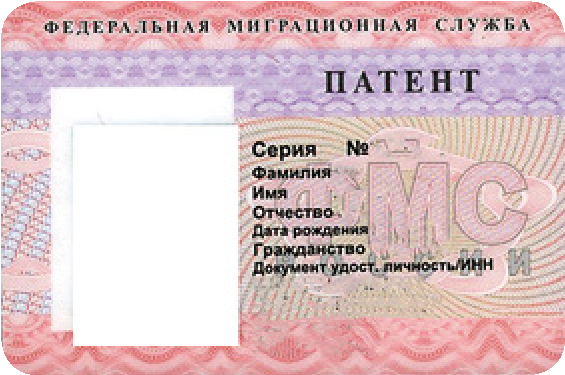 ФЕДЕРАЛЬНАЯ МИГРАЦИОННАЯ СЛУЖБА
ПАТЕНТ
Серия №
Фамилия
Имя
Отчество
Дата рождения
Гражданство
Документ удост. личность/ИНН
ФМС